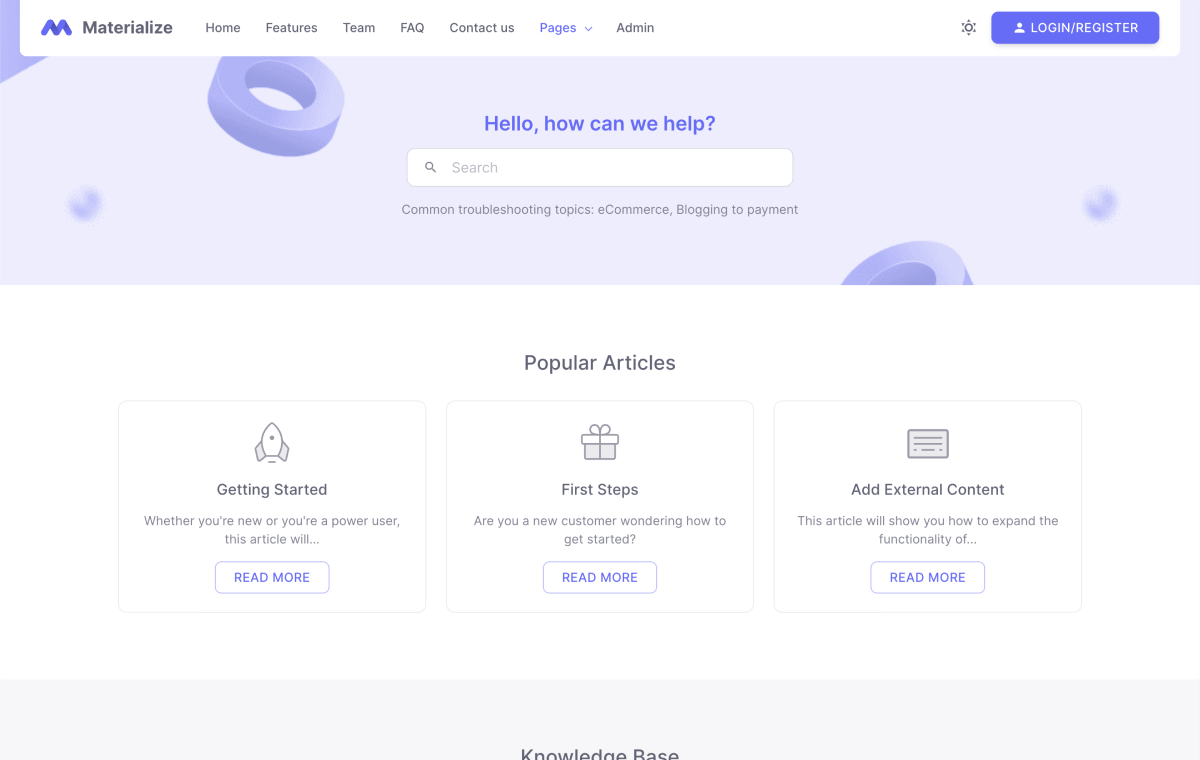 Materialize Home Features Team FAQ Contact us Pages Admin LOGIN/REGISTER
Hello, how can we help?
Search
Common troubleshooting topics: eCommerce, Blogging to payment
Popular Articles
Getting Started
Whether you're new or you're a power user,
this article will...
READ MORE
First Steps
Are you a new customer wondering how to
get started?
READ MORE
Add External Content
This article will show you how to expand the
functionality of...
READ MORE
Knowledge Base